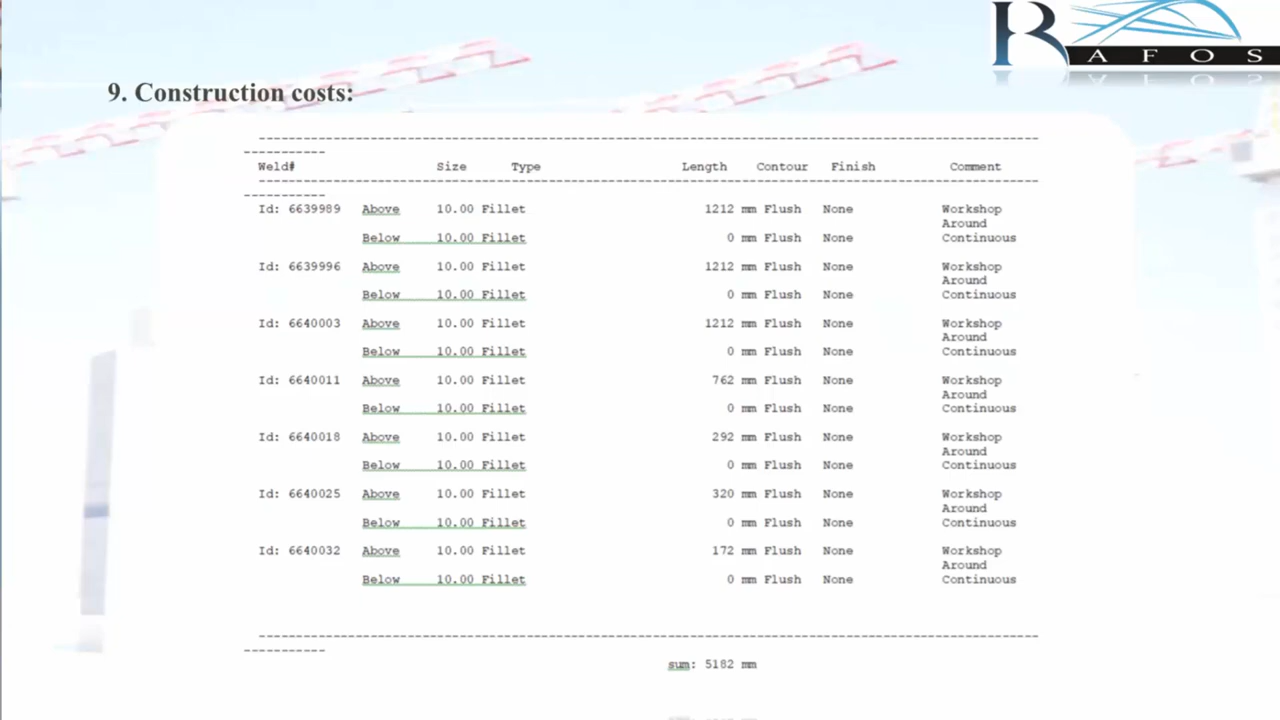 RAFOS
9. Construction costs:
--------------------------------------------------------------------------------------------------------
-----------
Weld# Size Type Length Contour Finish Comment
--------------------------------------------------------------------------------------------------------
-----------
Id: 6639989 Above 10.00 Fillet 1212 mm Flush None Workshop
Around
Below 10.00 Fillet 0 mm Flush None Continuous
Id: 6639996 Above 10.00 Fillet 1212 mm Flush None Workshop
Around
Below 10.00 Fillet 0 mm Flush None Continuous
Id: 6640003 Above 10.00 Fillet 1212 mm Flush None Workshop
Around
Below 10.00 Fillet 0 mm Flush None Continuous
Id: 6640011 Above 10.00 Fillet 762 mm Flush None Workshop
Around
Below 10.00 Fillet 0 mm Flush None Continuous
Id: 6640018 Above 10.00 Fillet 292 mm Flush None Workshop
Around
Below 10.00 Fillet 0 mm Flush None Continuous
Id: 6640025 Above 10.00 Fillet 320 mm Flush None Workshop
Around
Below 10.00 Fillet 0 mm Flush None Continuous
Id: 6640032 Above 10.00 Fillet 172 mm Flush None Workshop
Around
Below 10.00 Fillet 0 mm Flush None Continuous
--------------------------------------------------------------------------------------------------------
-----------
sum: 5182 mm